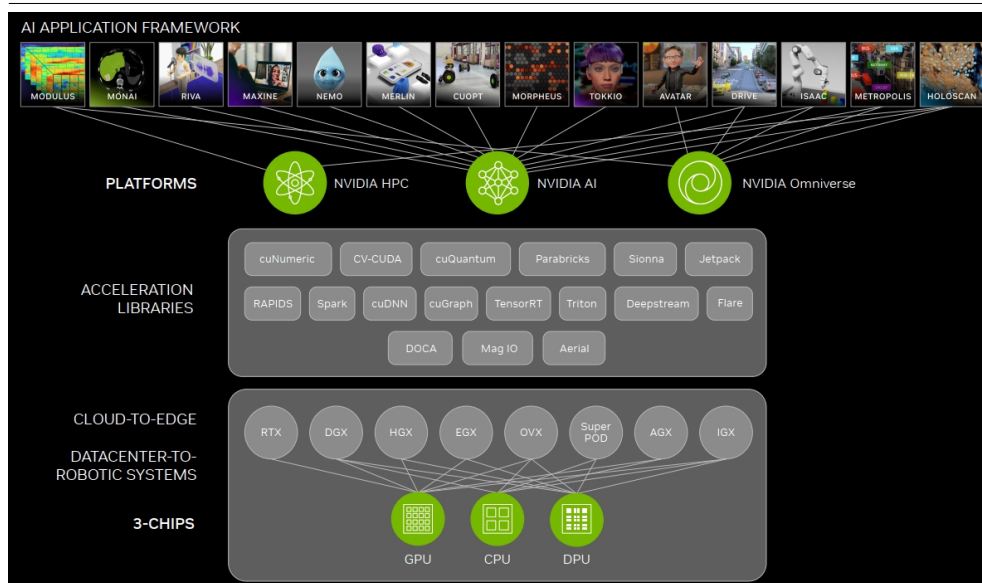 AI APPLICATION FRAMEWORK
MODULUS MONAI RIVA MAXINE NEMO MERLIN CUOPT MORPHEUS TOKKIO AVATAR DRIVE ISAAC METROPOLIS HOLOSCAN
PLATFORMS NVIDIA HPC NVIDIA AI NVIDIA Omniverse
cuNumeric CV-CUDA cuQuantum Parabricks Sionna Jetpack
ACCELERATION
LIBRARIES
RAPIDS Spark cuDNN cuGraph TensorRT Triton Deepstream Flare
DOCA Mag IO Aerial
CLOUD-TO-EDGE
RTX DGX HGX EGX OVX Super
POD AGX IGX
DATACENTER-TO-
ROBOTIC SYSTEMS
3-CHIPS
GPU CPU DPU